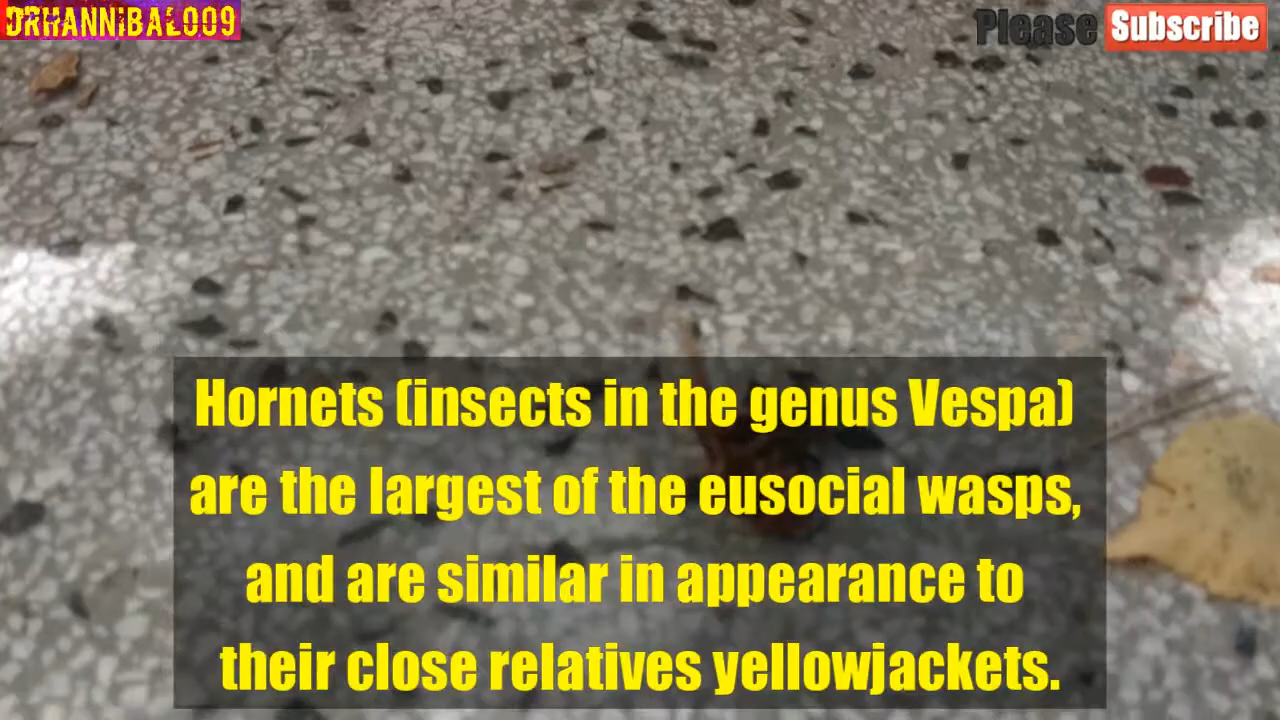 DRHANNiBAL009
Please Subscribe
Hornets (insects in the genus Vespa)
are the largest of the eusocial wasps,
and are similar in appearance to
their close relatives yellowjackets.